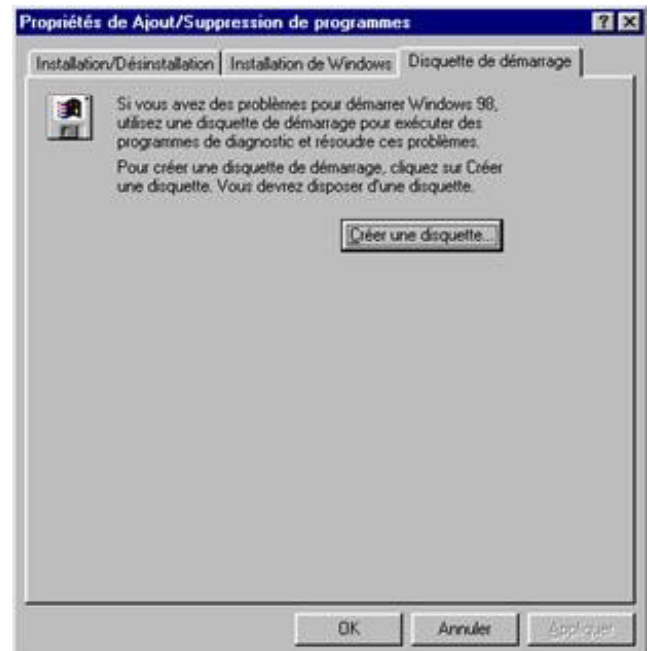 Propriétés de Ajout/Suppression de programmes
Installation/Désinstallation
Installation de Windows
Disquette de démarrage
Si vous avez des problèmes pour démarrer Windows 98,
utilisez une disquette de démarrage pour exécuter des
programmes de diagnostic et résoudre ces problèmes.
Pour créer une disquette de démarrage, cliquez sur Créer
une disquette. Vous devrez disposer d'une disquette.
Créer une disquette...
OK
Annuler
Appliquer